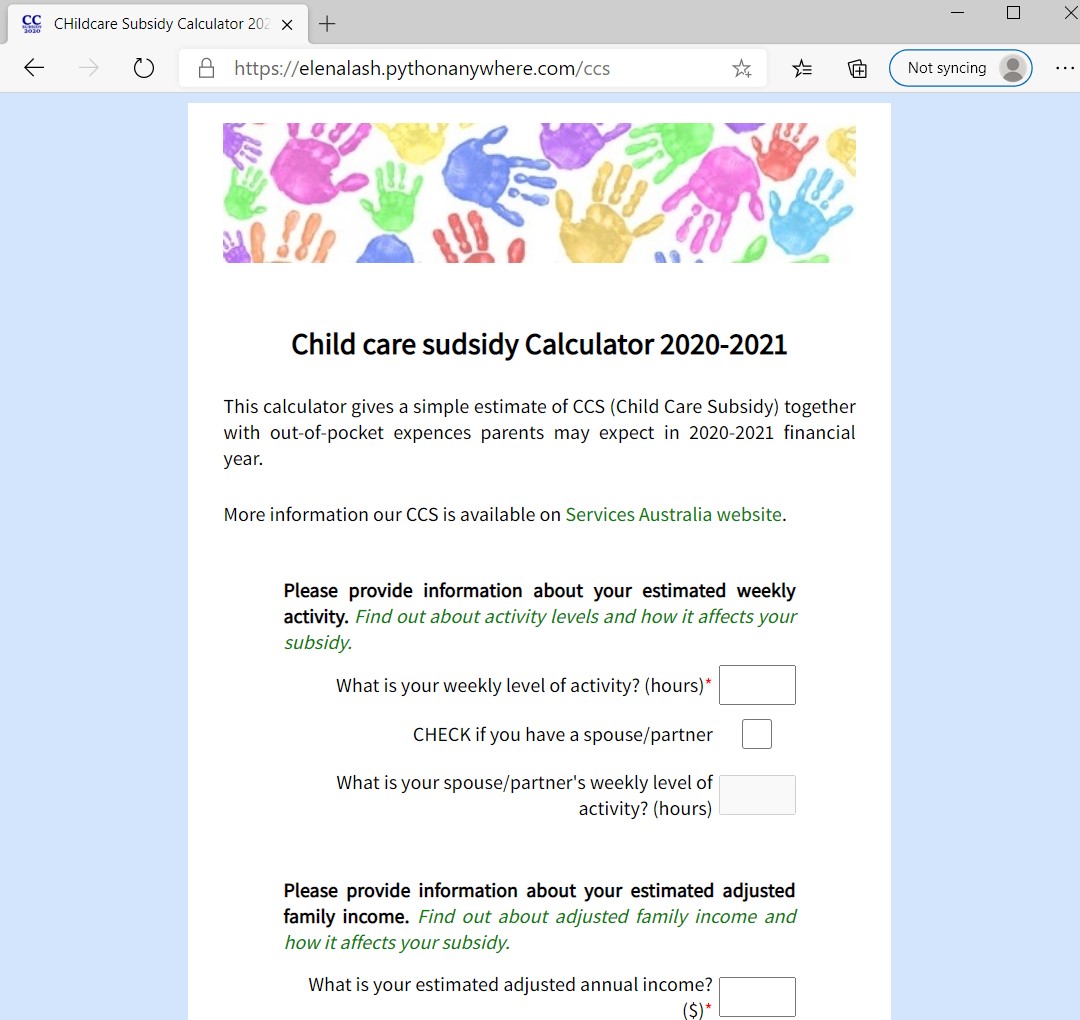 CC
SUBSIDY
2020
CHildcare Subsidy Calculator 202
https://elenalash.pythonanywhere.com/ccs
Not syncing
Child care sudsidy Calculator 2020-2021
This calculator gives a simple estimate of CCS (Child Care Subsidy) together
with out-of-pocket expences parents may expect in 2020-2021 financial
year.
More information our CCS is available on Services Australia website.
Please provide information about your estimated weekly
activity. Find out about activity levels and how it affects your
subsidy.
What is your weekly level of activity? (hours)*
CHECK if you have a spouse/partner
What is your spouse/partner's weekly level of
activity? (hours)
Please provide information about your estimated adjusted
family income. Find out about adjusted family income and
how it affects your subsidy.
What is your estimated adjusted annual income?
($)*